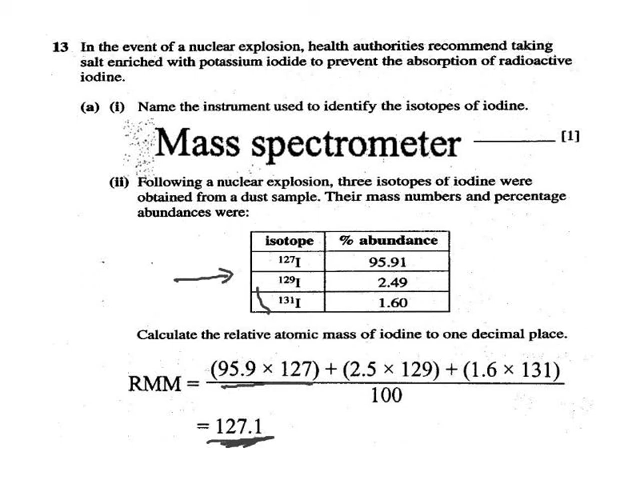 13 In the event of a nuclear explosion, health authorities recommend taking
salt enriched with potassium iodide to prevent the absorption of radioactive
iodine.
(a) (i) Name the instrument used to identify the isotopes of iodine.
Mass spectrometer [1]
(ii) Following a nuclear explosion, three isotopes of iodine were
obtained from a dust sample. Their mass numbers and percentage
abundances were:
isotope % abundance
¹²⁷I 95.91
¹²⁹I 2.49
¹³¹I 1.60
Calculate the relative atomic mass of iodine to one decimal place.
RMM = (95.9 × 127) + (2.5 × 129) + (1.6 × 131)
100
= 127.1